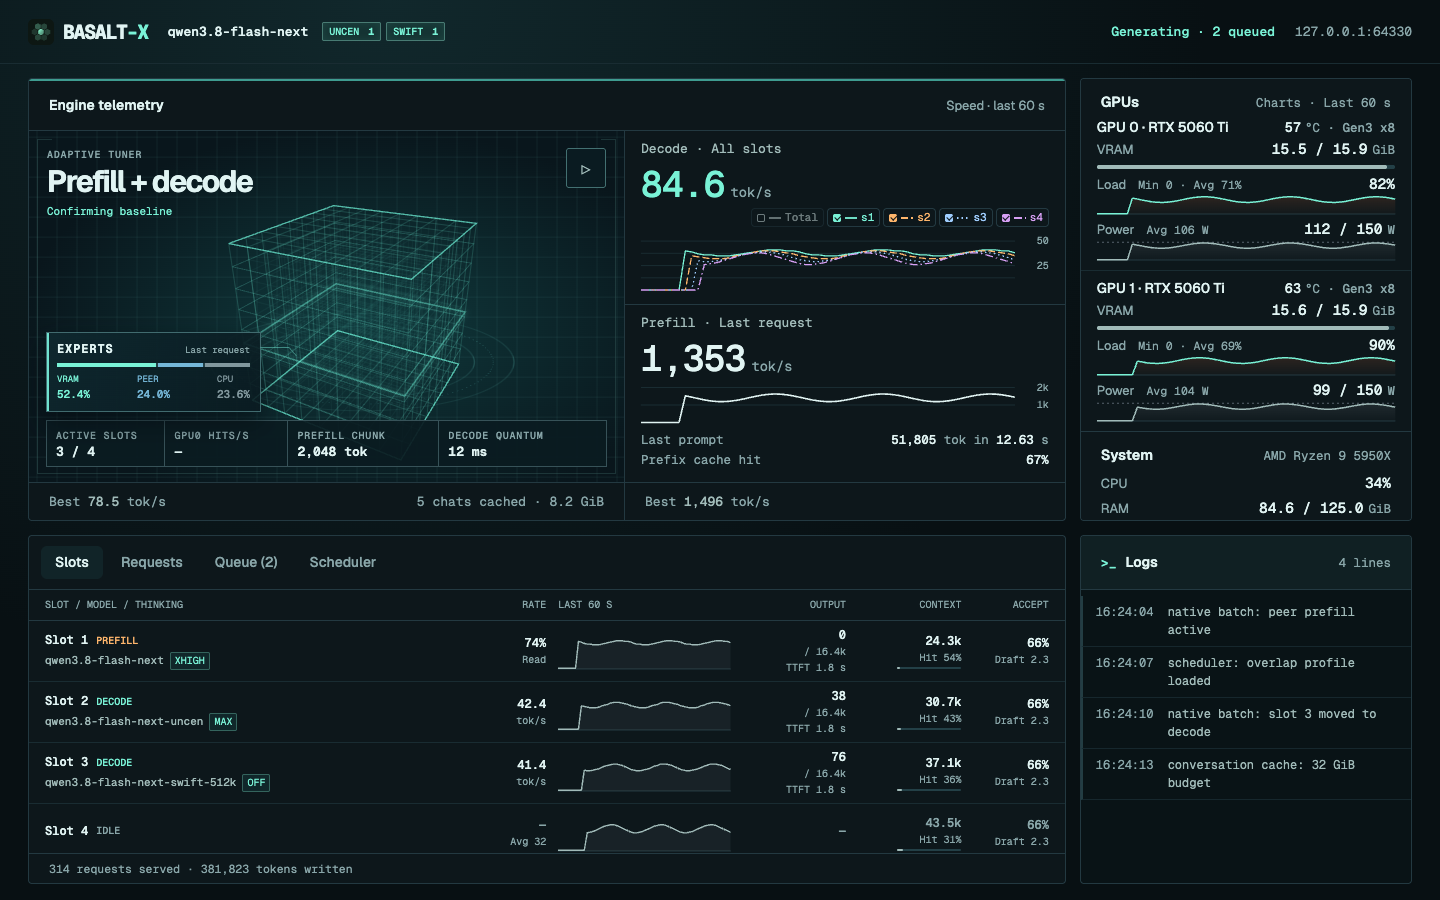 BASALT-X qwen3.8-flash-next UNCEN 1 SWIFT 1
Generating · 2 queued 127.0.0.1:64330
Engine telemetry
Speed · last 60 s
ADAPTIVE TUNER
Prefill + decode
Confirming baseline
EXPERTS Last request
VRAM PEER CPU
52.4% 24.0% 23.6%
ACTIVE SLOTS GPU0 HITS/S PREFILL CHUNK DECODE QUANTUM
3 / 4 — 2,048 tok 12 ms
Best 78.5 tok/s 5 chats cached · 8.2 GiB
Decode · All slots
84.6 tok/s
Total s1 s2 s3 s4
50
25
Prefill · Last request
1,353 tok/s
2k
1k
Last prompt 51,805 tok in 12.63 s
Prefix cache hit 67%
Best 1,496 tok/s
GPUs Charts · Last 60 s
GPU 0 · RTX 5060 Ti 57 °C · Gen3 x8
VRAM 15.5 / 15.9 GiB
Load Min 0 · Avg 71% 82%
Power Avg 106 W 112 / 150 W
GPU 1 · RTX 5060 Ti 63 °C · Gen3 x8
VRAM 15.6 / 15.9 GiB
Load Min 0 · Avg 69% 90%
Power Avg 104 W 99 / 150 W
System AMD Ryzen 9 5950X
CPU 34%
RAM 84.6 / 125.0 GiB
Slots Requests Queue (2) Scheduler
SLOT / MODEL / THINKING RATE LAST 60 S OUTPUT CONTEXT ACCEPT
Slot 1 PREFILL 74% 0 24.3k 66%
qwen3.8-flash-next XHIGH Read / 16.4k Hit 54% Draft 2.3
TTFT 1.8 s
Slot 2 DECODE 42.4 38 30.7k 66%
qwen3.8-flash-next-uncen MAX tok/s / 16.4k Hit 43% Draft 2.3
TTFT 1.8 s
Slot 3 DECODE 41.4 76 37.1k 66%
qwen3.8-flash-next-swift-512k OFF tok/s / 16.4k Hit 36% Draft 2.3
TTFT 1.8 s
Slot 4 IDLE — — 43.5k 66%
Avg 32 Hit 31% Draft 2.3
314 requests served · 381,823 tokens written
>_ Logs 4 lines
16:24:04 native batch: peer prefill
active
16:24:07 scheduler: overlap profile
loaded
16:24:10 native batch: slot 3 moved to
decode
16:24:13 conversation cache: 32 GiB
budget